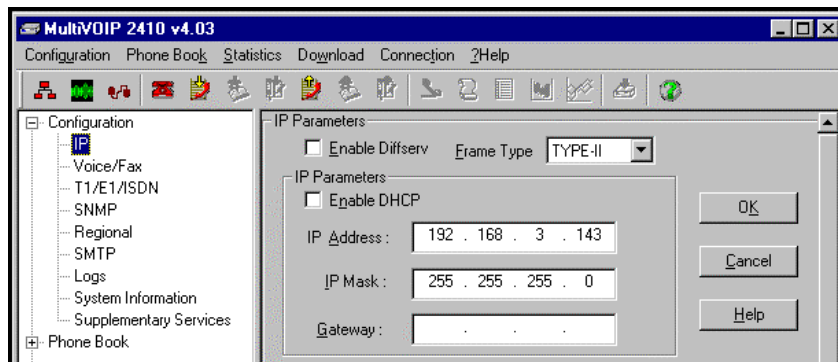 MultiVOIP 2410 v4.03
Configuration Phone Book Statistics Download Connection ?Help
Configuration
IP
Voice/Fax
T1/E1/ISDN
SNMP
Regional
SMTP
Logs
System Information
Supplementary Services
Phone Book
IP Parameters
Enable Diffserv Frame Type TYPE-II
IP Parameters
Enable DHCP
IP Address : 192 . 168 . 3 . 143
IP Mask : 255 . 255 . 255 . 0
Gateway : . . .
OK
Cancel
Help